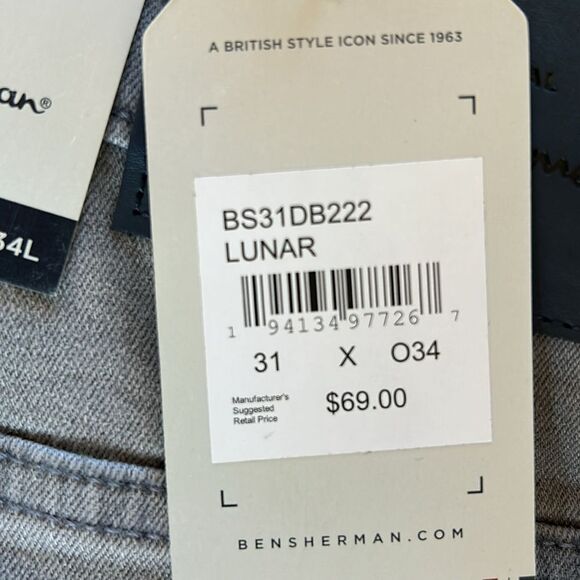 A BRITISH STYLE ICON SINCE 1963
BS31DB222
LUNAR
1 94134 97726 7
31 X O34
Manufacturer's
Suggested
Retail Price
$69.00
BENSHERMAN.COM
an®
34L